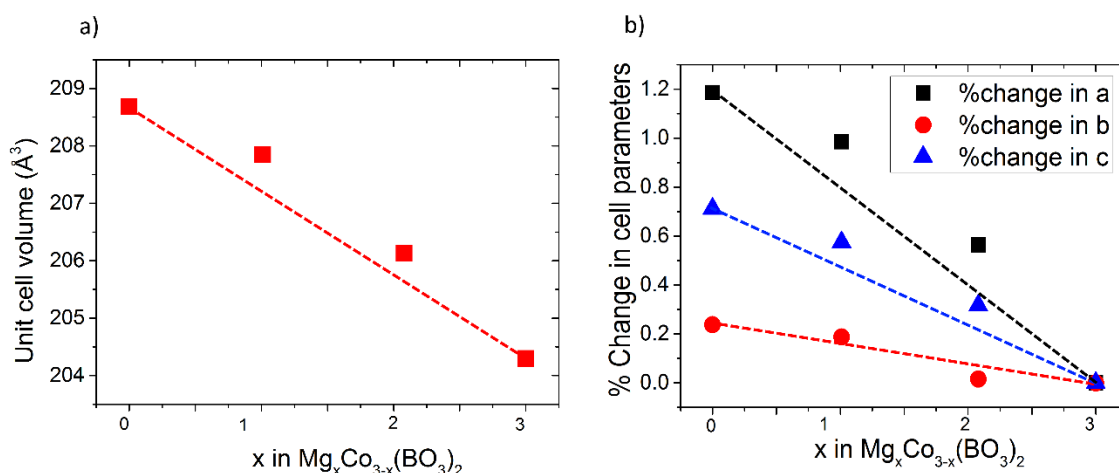 a)
Unit cell volume (Å³)
209
208
207
206
205
204
0 1 2 3
x in MgₓCo₃₋ₓ(BO₃)₂
b)
% Change in cell parameters
1.2
1.0
0.8
0.6
0.4
0.2
0.0
%change in a
%change in b
%change in c
0 1 2 3
x in MgₓCo₃₋ₓ(BO₃)₂